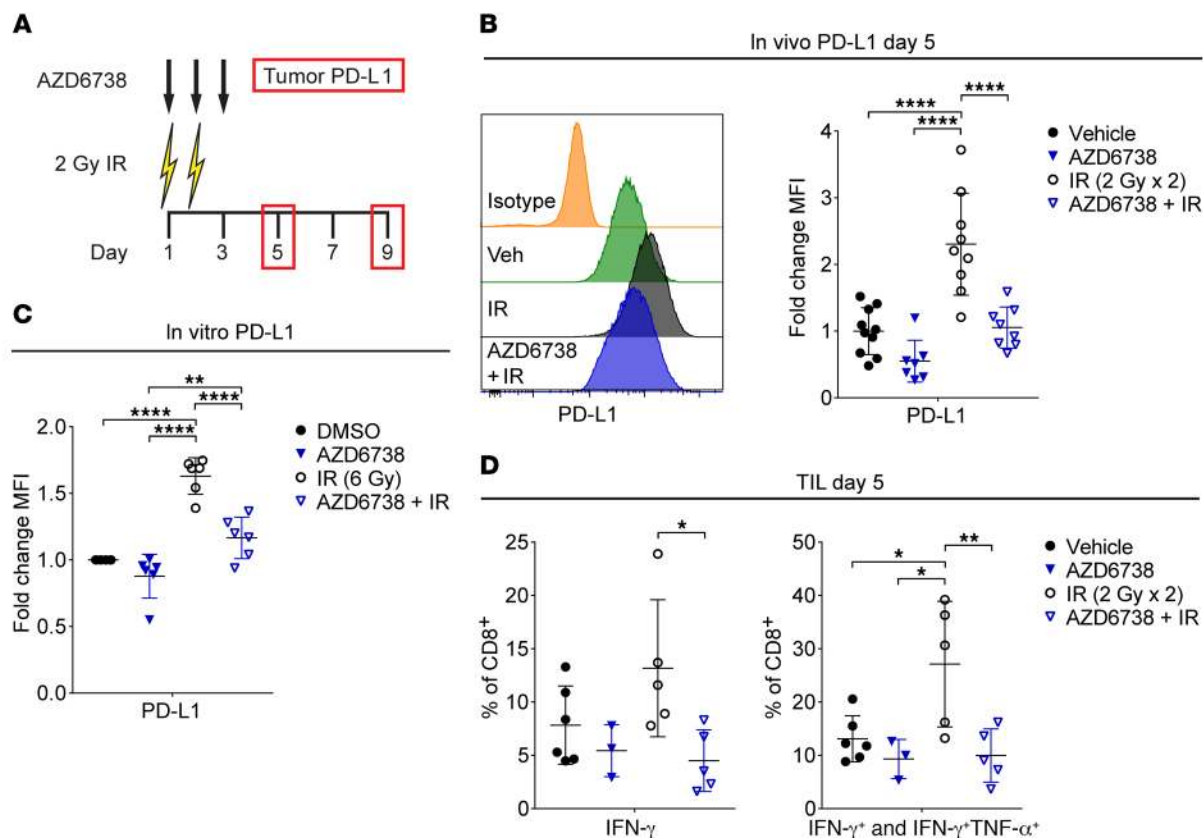 A
AZD6738
Tumor PD-L1
2 Gy IR
Day
1
3
5
7
9
B
In vivo PD-L1 day 5
Isotype
Veh
IR
AZD6738
+ IR
PD-L1
Fold change MFI
4
3
2
1
0
****
****
****
PD-L1
Vehicle
AZD6738
IR (2 Gy x 2)
AZD6738 + IR
C
In vitro PD-L1
Fold change MFI
2.0
1.5
1.0
0.5
0.0
**
****
****
****
PD-L1
DMSO
AZD6738
IR (6 Gy)
AZD6738 + IR
D
TIL day 5
% of CD8+
25
20
15
10
5
0
*
IFN-γ
% of CD8+
50
40
30
20
10
0
*
**
*
IFN-γ+ and IFN-γ+TNF-α+
Vehicle
AZD6738
IR (2 Gy x 2)
AZD6738 + IR